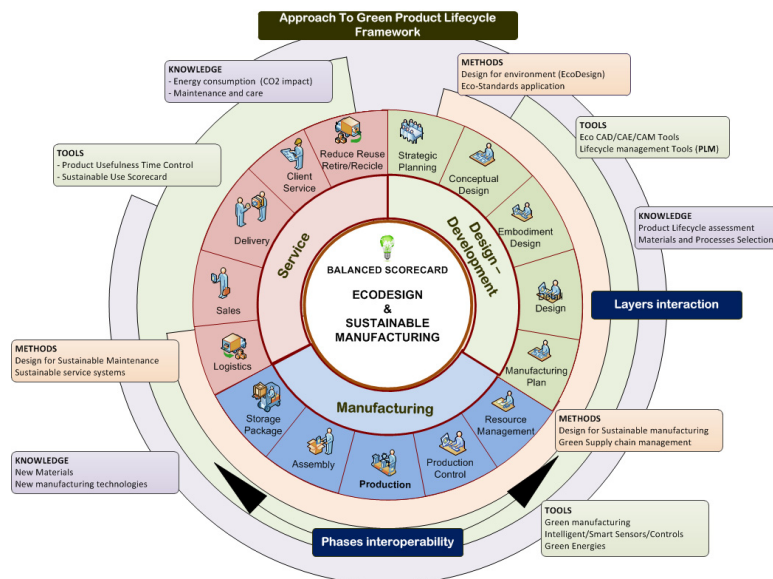 Approach To Green Product Lifecycle
Framework
KNOWLEDGE
- Energy consumption  (CO2 impact)
- Maintenance and care
METHODS
Design for environment (EcoDesign)
Eco-Standards application
TOOLS
- Product Usefulness Time Control
- Sustainable Use Scorecard
TOOLS
Eco CAD/CAE/CAM Tools
Lifecycle management Tools (PLM)
KNOWLEDGE
Product Lifecycle assessment
Materials and Processes Selection
Reduce Reuse
Retire/Recicle
Strategic
Planning
Client
Service
Conceptual
Design
Delivery
Embodiment
Design
Sales
Detail
Design
Logistics
Manufacturing
Plan
Service
Design –
Development
BALANCED SCORECARD
ECODESIGN
&
SUSTAINABLE
MANUFACTURING
Layers interaction
METHODS
Design for Sustainable Maintenance
Sustainable service systems
Manufacturing
Storage
Package
Assembly
Production
Production
Control
Resource
Management
METHODS
Design for Sustainable manufacturing
Green Supply chain management
KNOWLEDGE
New Materials
New manufacturing technologies
TOOLS
Green manufacturing
Intelligent/Smart Sensors/Controls
Green Energies
Phases interoperability